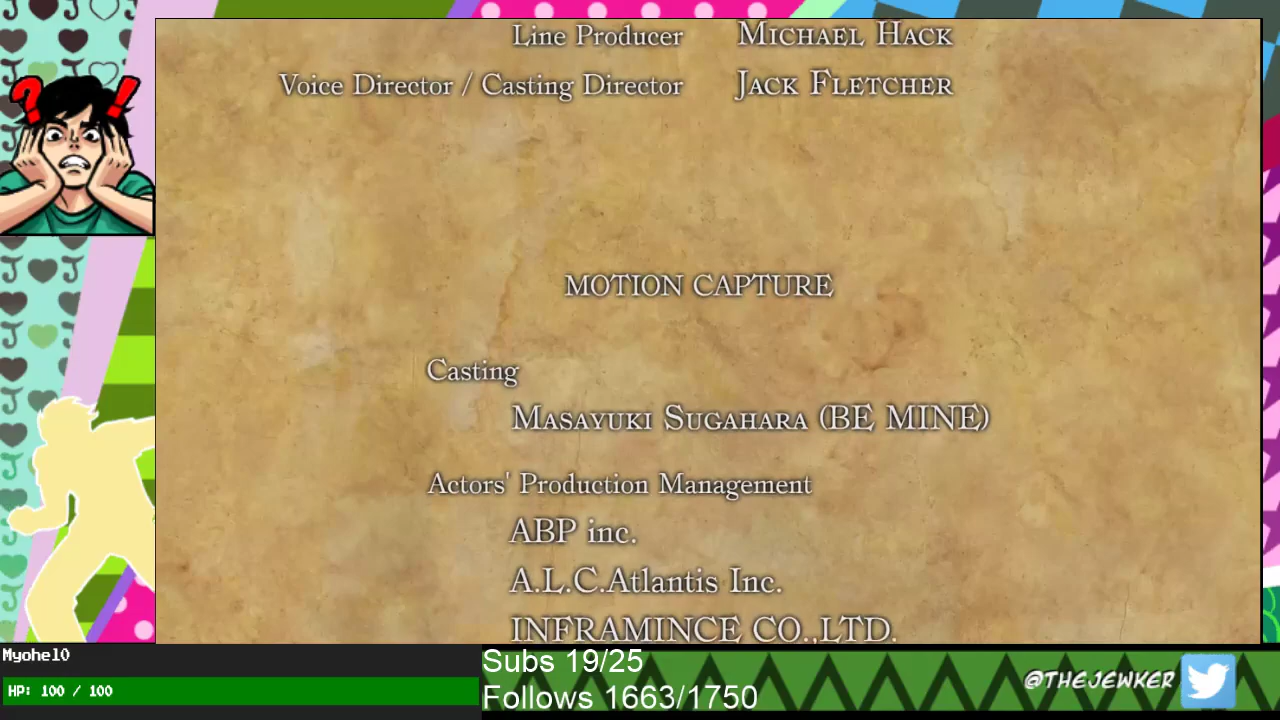 Line Producer Michael Hack
Voice Director / Casting Director Jack Fletcher
MOTION CAPTURE
Casting
Masayuki Sugahara (BE MINE)
Actors' Production Management
ABP inc.
A.L.C.Atlantis Inc.
INFRAMINCE CO.,LTD.
Myohel0
HP: 100 / 100
Subs 19/25
Follows 1663/1750
@THEJEWKER